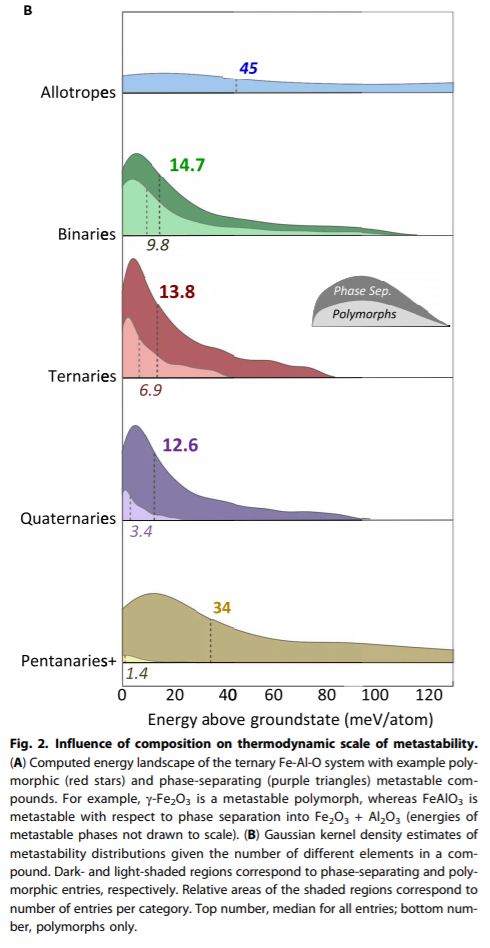 B
45
Allotropes
14.7
Binaries
9.8
13.8
Phase Sep.
Polymorphs
Ternaries
6.9
12.6
Quaternaries
3.4
34
Pentanaries+
1.4
0 20 40 60 80 100 120
Energy above groundstate (meV/atom)
Fig. 2. Influence of composition on thermodynamic scale of metastability.
(A) Computed energy landscape of the ternary Fe-Al-O system with example poly-
morphic (red stars) and phase-separating (purple triangles) metastable com-
pounds. For example, γ-Fe₂O₃ is a metastable polymorph, whereas FeAlO₃ is
metastable with respect to phase separation into Fe₂O₃ + Al₂O₃ (energies of
metastable phases not drawn to scale). (B) Gaussian kernel density estimates of
metastability distributions given the number of different elements in a com-
pound. Dark- and light-shaded regions correspond to phase-separating and poly-
morphic entries, respectively. Relative areas of the shaded regions correspond to
number of entries per category. Top number, median for all entries; bottom num-
ber, polymorphs only.